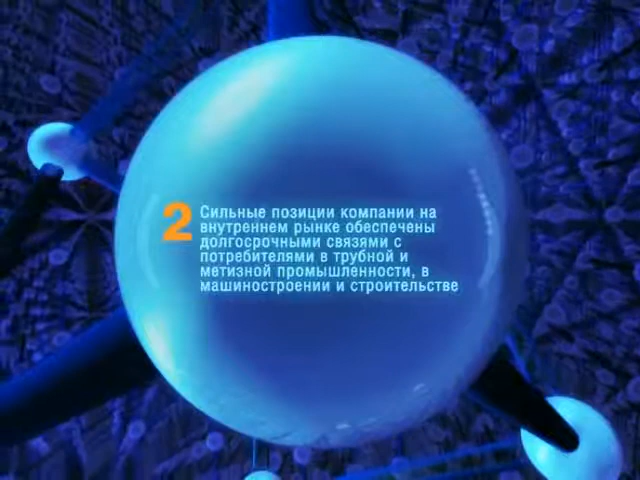 2
Сильные позиции компании на
внутреннем рынке обеспечены
долгосрочными связями с
потребителями в трубной и
метизной промышленности, в
машиностроении и строительстве